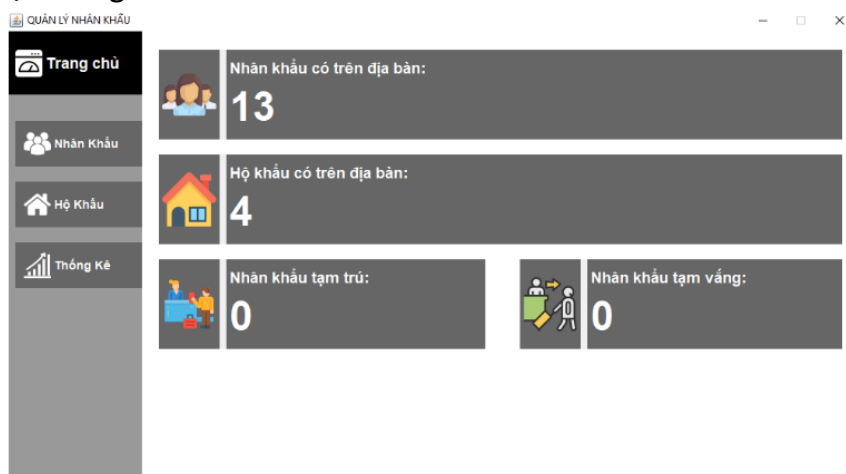 QUẢN LÝ NHÂN KHẨU
Trang chủ
Nhân Khẩu
Hộ Khẩu
Thống Kê
Nhân khẩu có trên địa bàn:
13
Hộ khẩu có trên địa bàn:
4
Nhân khẩu tạm trú:
0
Nhân khẩu tạm vắng:
0